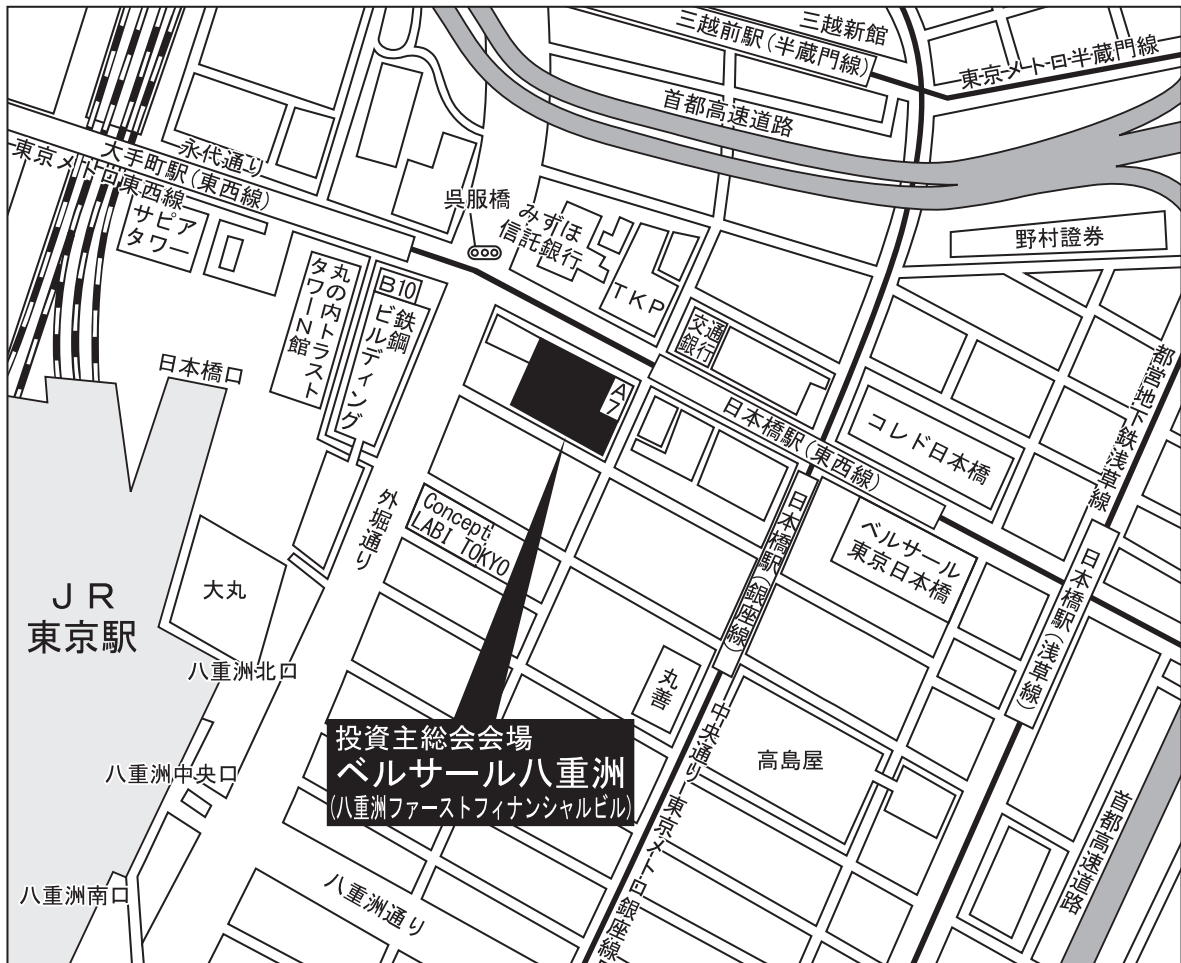 三越新館
三越前駅(半蔵門線)
東京メトロ半蔵門線
首都高速道路
永代通り
大手町駅(東西線)
東京メトロ東西線
サピア
タワー
呉服橋
みずほ
信託銀行
野村證券
TKP
丸の内トラスト
タワーN館
B10
鉄鋼
ビルディング
交通
銀行
日本橋口
A7
日本橋駅(東西線)
コレド日本橋
都営地下鉄浅草線
外堀通り
Concept
LABI TOKYO
日本橋駅(銀座線)
ベルサール
東京日本橋
日本橋駅(浅草線)
JR
東京駅
大丸
八重洲北口
丸善
投資主総会会場
ベルサール八重洲
(八重洲ファーストフィナンシャルビル)
中央通り
高島屋
八重洲中央口
東京メトロ銀座線
首都高速道路
八重洲南口
八重洲通り